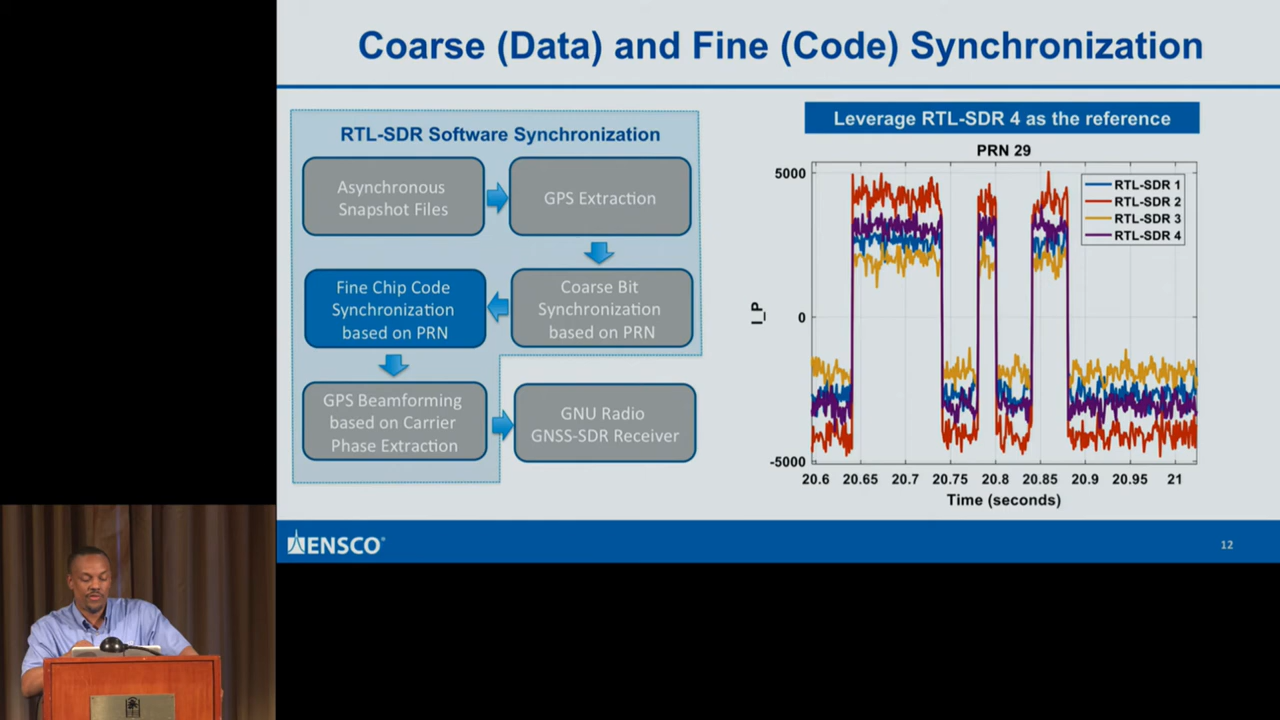 Coarse (Data) and Fine (Code) Synchronization
RTL-SDR Software Synchronization
Asynchronous
Snapshot Files
GPS Extraction
Fine Chip Code
Synchronization
based on PRN
Coarse Bit
Synchronization
based on PRN
GPS Beamforming
based on Carrier
Phase Extraction
GNU Radio
GNSS-SDR Receiver
Leverage RTL-SDR 4 as the reference
PRN 29
RTL-SDR 1
RTL-SDR 2
RTL-SDR 3
RTL-SDR 4
5000
0
-5000
I_P
20.6 20.65 20.7 20.75 20.8 20.85 20.9 20.95 21
Time (seconds)
ENSCO®
12